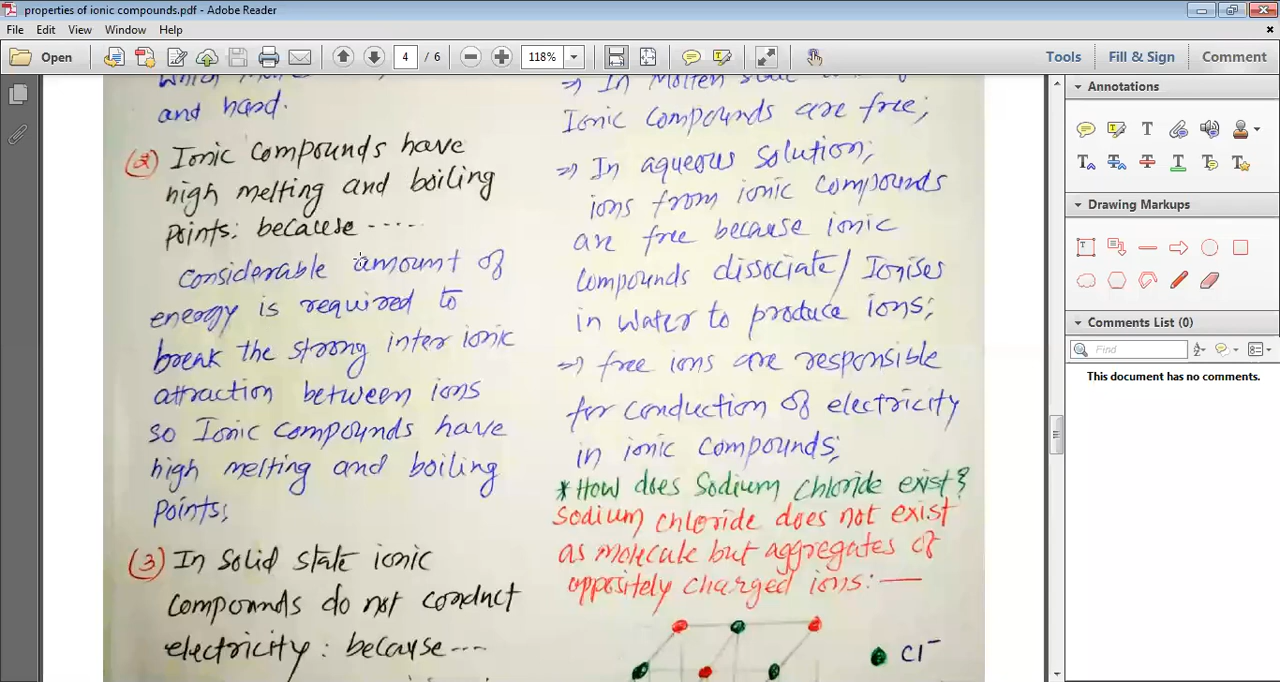 properties of ionic compounds.pdf - Adobe Reader
File Edit View Window Help
Open 4 / 6 118% Tools Fill & Sign Comment
and hard.
(2) Ionic compounds have
high melting and boiling
points: because ....
considerable amount of
energy is required to
break the strong inter ionic
attraction between ions
so Ionic compounds have
high melting and boiling
points;
(3) In solid state ionic
compounds do not conduct
electricity: because ---
⇒ In Molten state
Ionic compounds are free;
⇒ In aqueous solution;
ions from ionic compounds
are free because ionic
compounds dissociate/Ionises
in water to produce ions;
⇒ free ions are responsible
for conduction of electricity
in ionic compounds;
*How does Sodium chloride exist?
Sodium chloride does not exist
as molecule but aggregates of
oppsitely charged ions: —
Cl⁻
Annotations
T
T T T T T T
Drawing Markups
T
Comments List (0)
Find
This document has no comments.